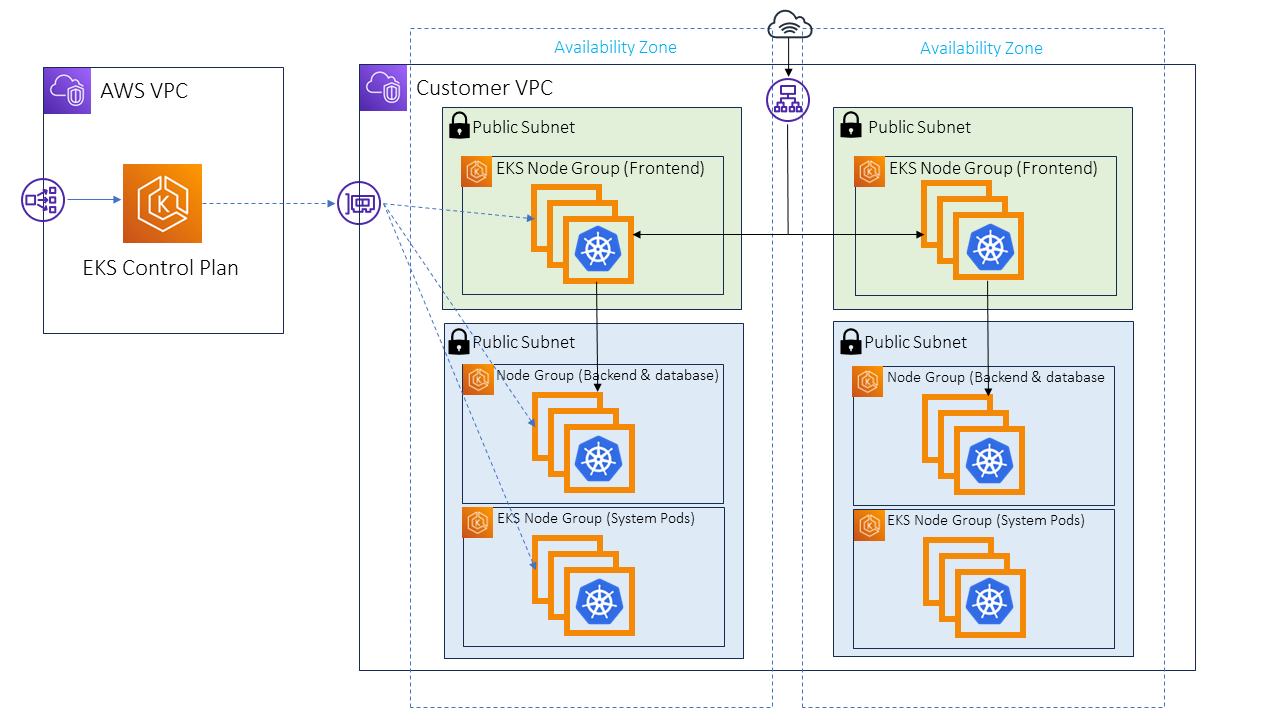 Availability Zone
Availability Zone
AWS VPC
Customer VPC
Public Subnet
Public Subnet
EKS Node Group (Frontend)
EKS Node Group (Frontend)
K
EKS Control Plan
Public Subnet
Public Subnet
Node Group (Backend & database)
Node Group (Backend & database
EKS Node Group (System Pods)
EKS Node Group (System Pods)